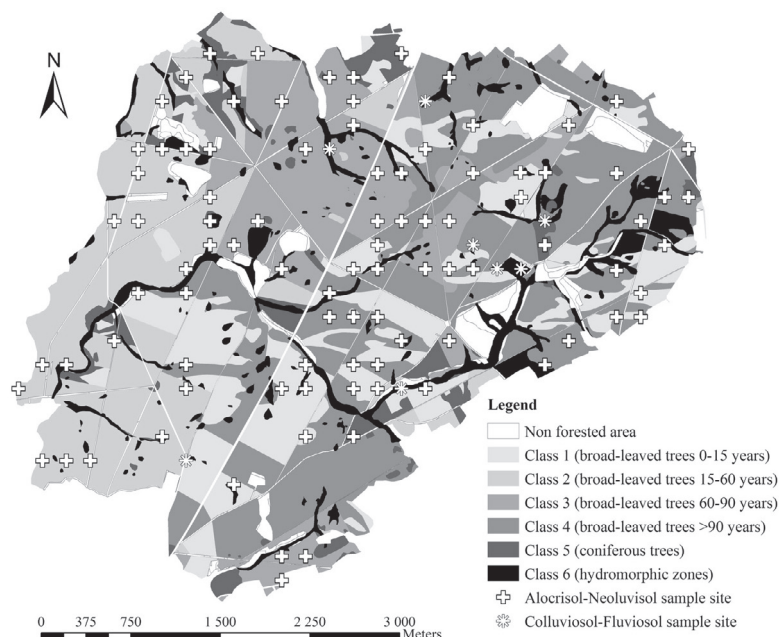 N
Legend
Non forested area
Class 1 (broad-leaved trees 0-15 years)
Class 2 (broad-leaved trees 15-60 years)
Class 3 (broad-leaved trees 60-90 years)
Class 4 (broad-leaved trees >90 years)
Class 5 (coniferous trees)
Class 6 (hydromorphic zones)
Alocrisol-Neoluvisol sample site
Colluviosol-Fluviosol sample site
0 375 750 1 500 2 250 3 000
Meters